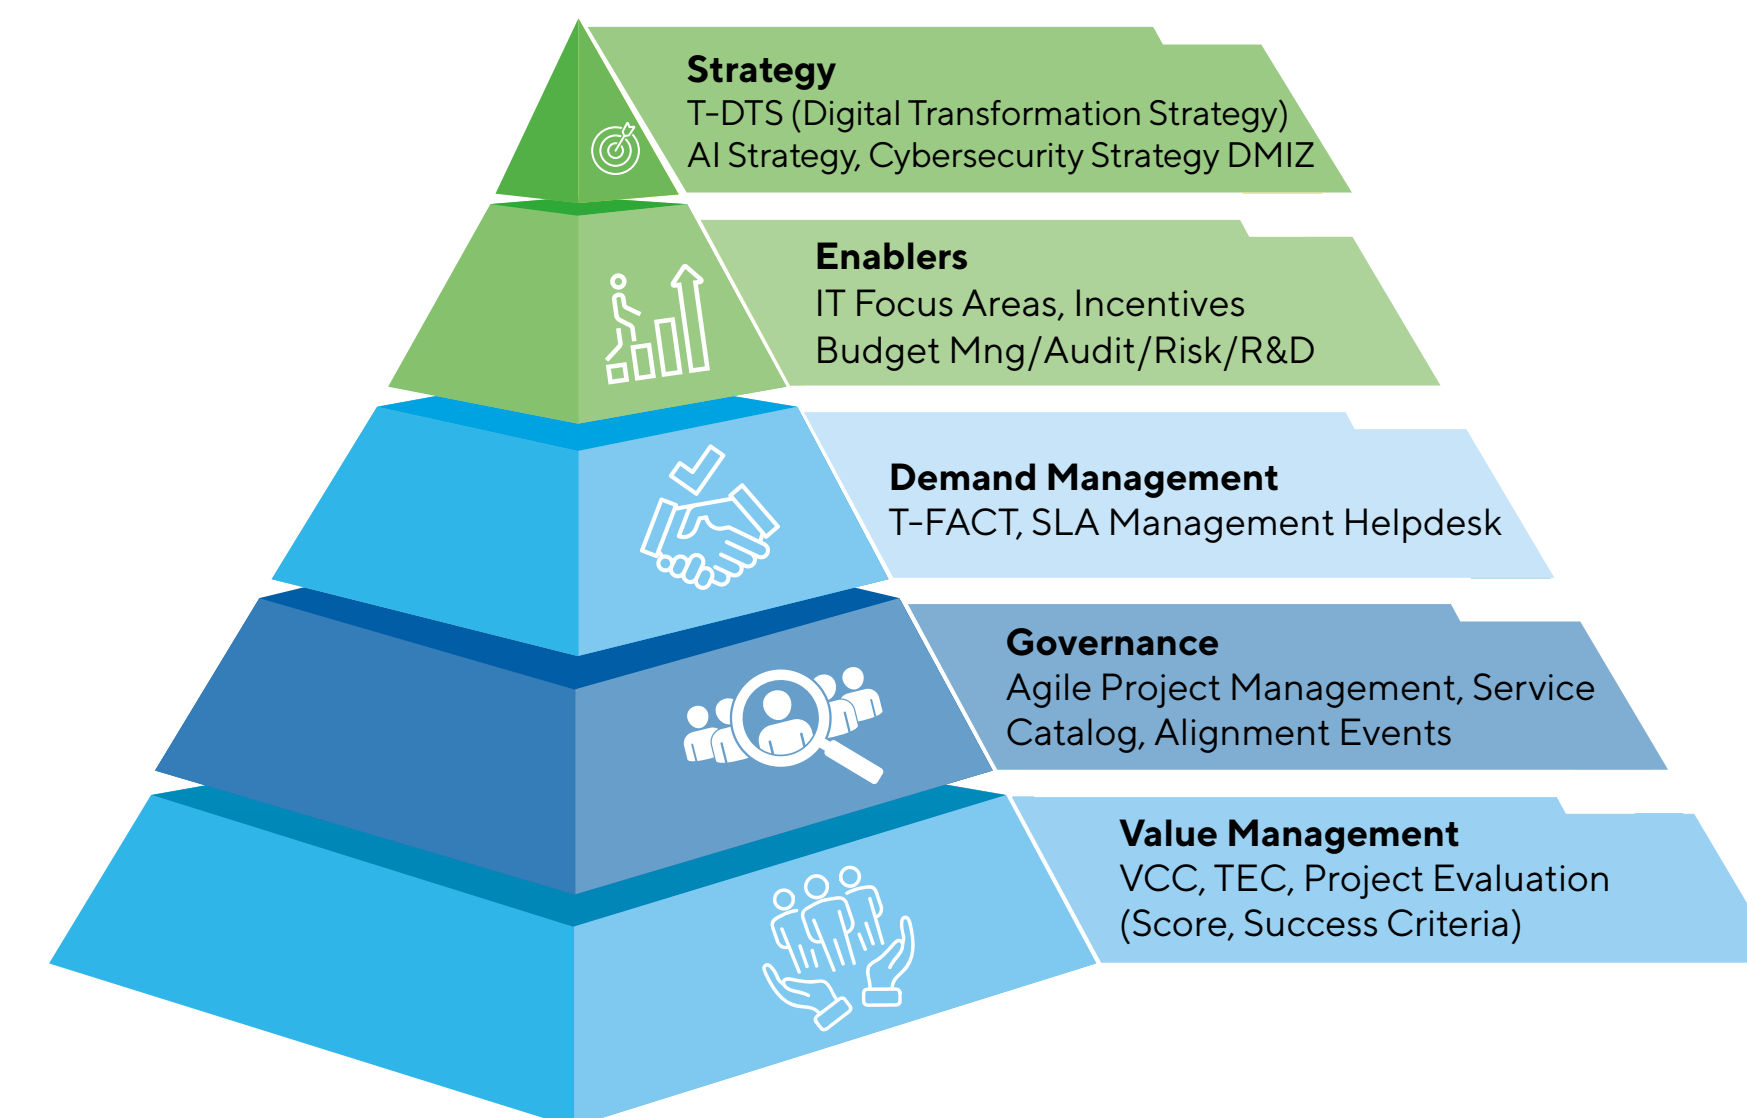 Strategy
T-DTS (Digital Transformation Strategy)
AI Strategy, Cybersecurity Strategy DMIZ
Enablers
IT Focus Areas, Incentives
Budget Mng/Audit/Risk/R&D
Demand Management
T-FACT, SLA Management Helpdesk
Governance
Agile Project Management, Service
Catalog, Alignment Events
Value Management
VCC, TEC, Project Evaluation
(Score, Success Criteria)